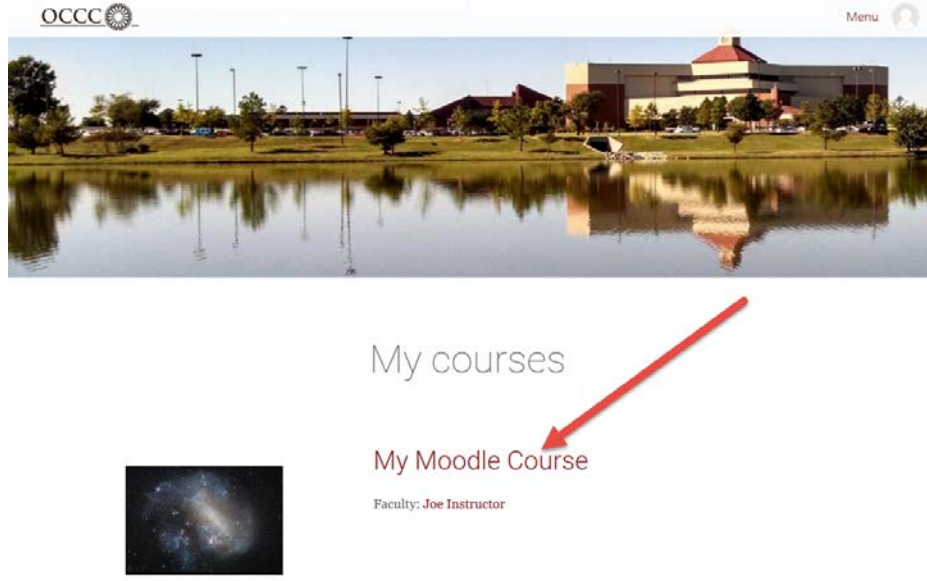 OCCC
Menu
My courses
My Moodle Course
Faculty: Joe Instructor